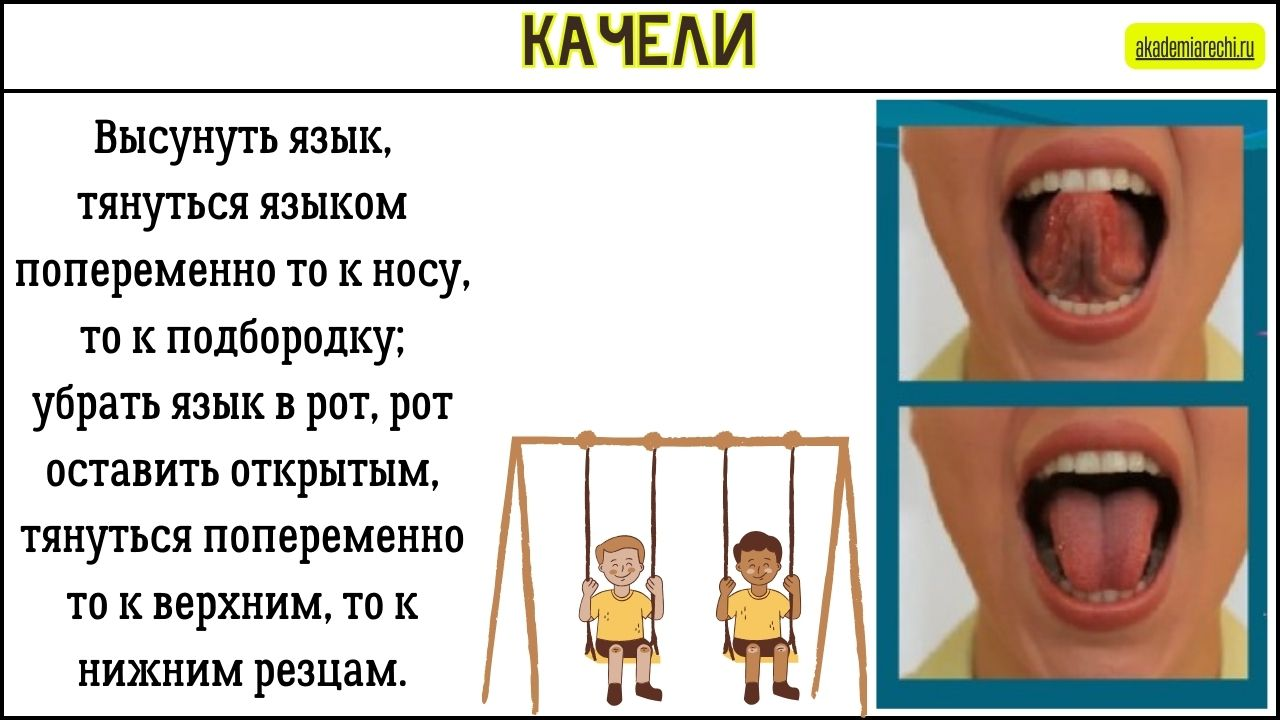 КАЧЕЛИ
akademiarechi.ru
Высунуть язык,
тянуться языком
попеременно то к носу,
то к подбородку;
убрать язык в рот, рот
оставить открытым,
тянуться попеременно
то к верхним, то к
нижним резцам.